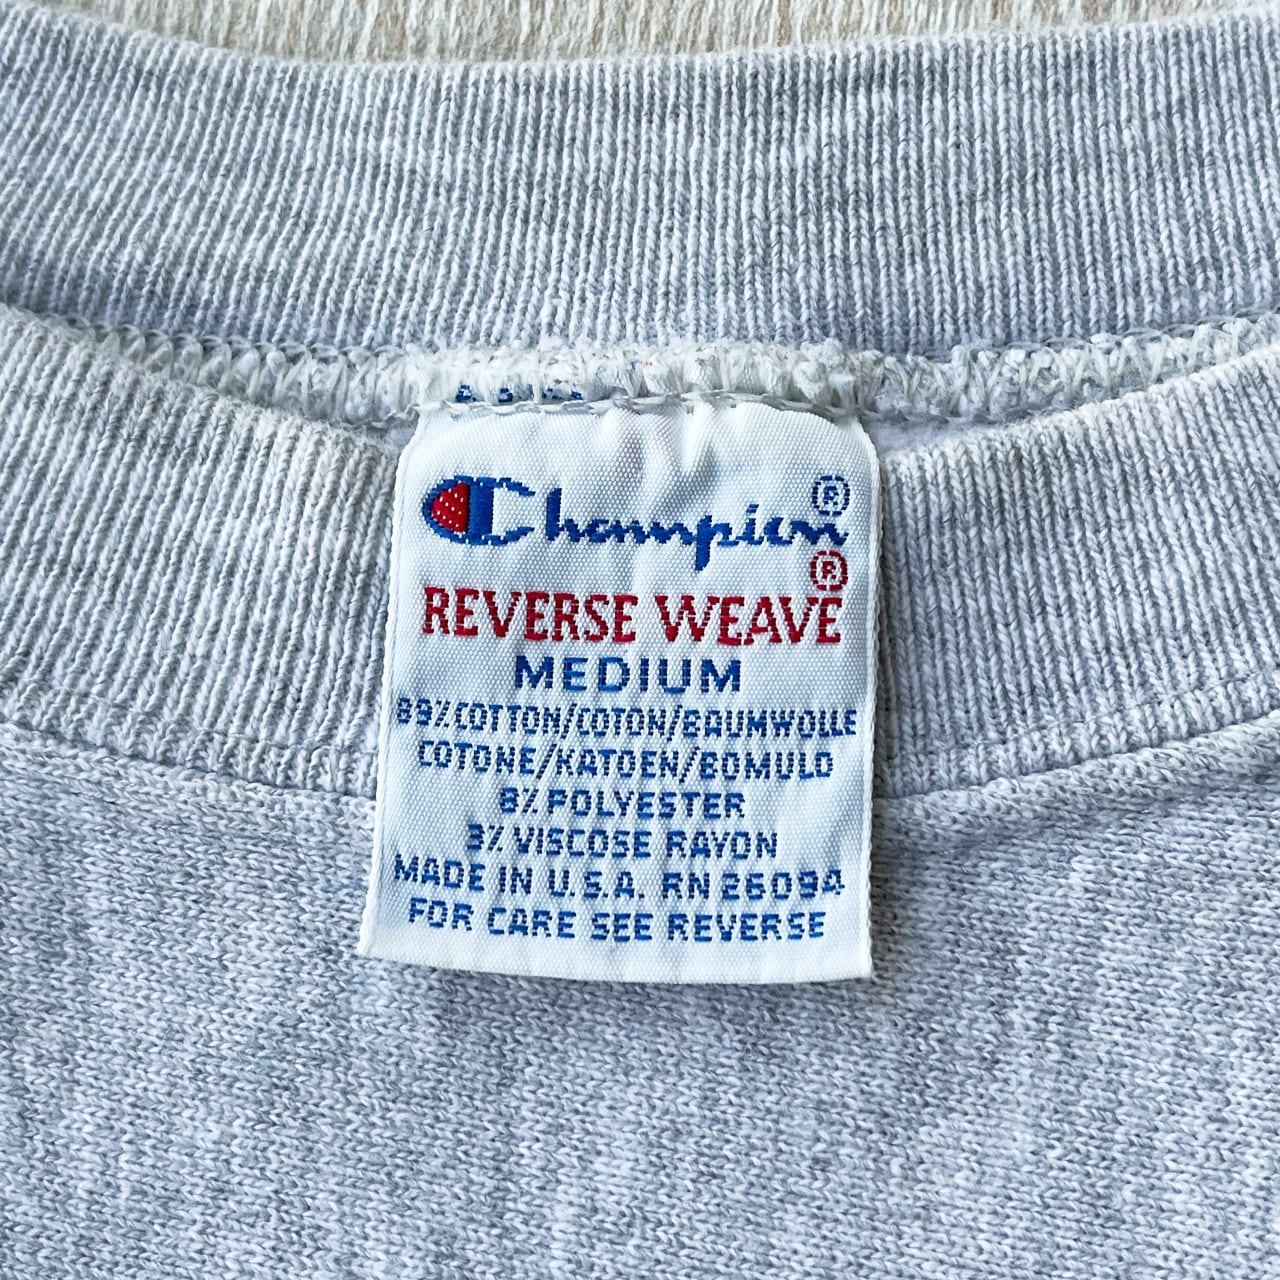 Champion®
REVERSE WEAVE®
MEDIUM
89% COTTON/COTON/BAUMWOLLE
COTONE/KATOEN/BOMULD
8% POLYESTER
3% VISCOSE RAYON
MADE IN U.S.A. RN 26094
FOR CARE SEE REVERSE